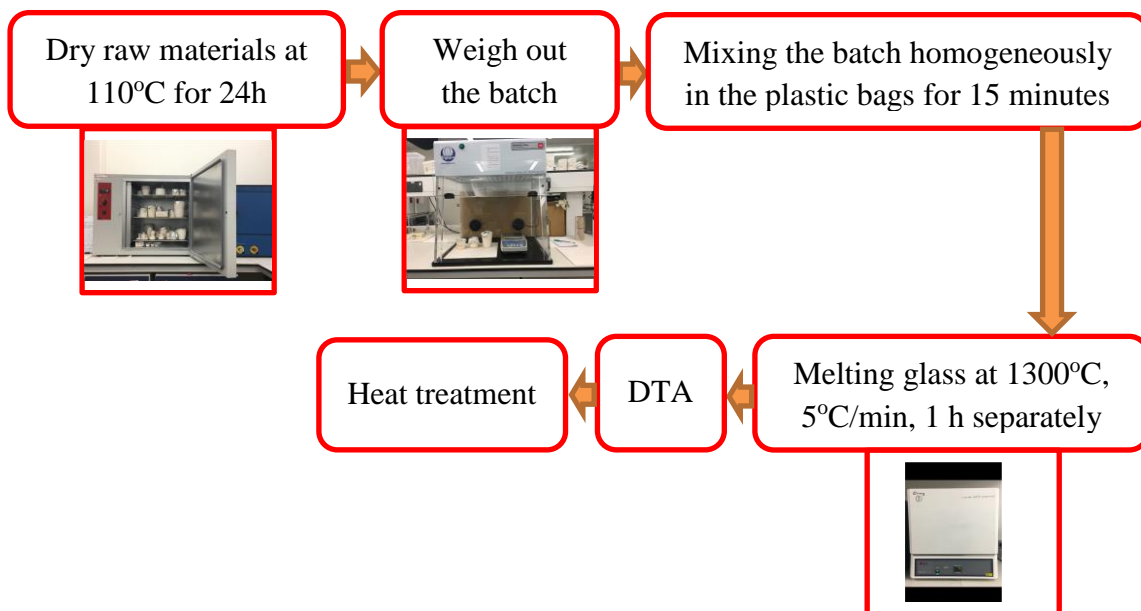 Dry raw materials at
110°C for 24h
Weigh out
the batch
Mixing the batch homogeneously
in the plastic bags for 15 minutes
Melting glass at 1300°C,
5°C/min, 1 h separately
DTA
Heat treatment